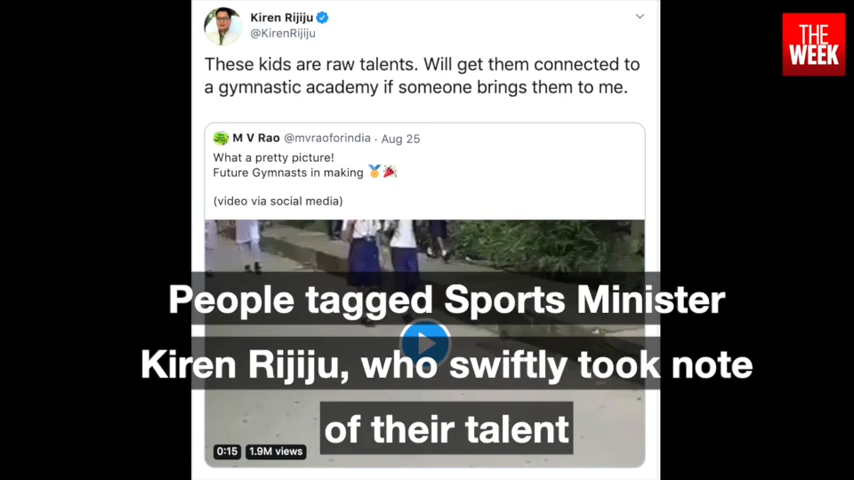 Kiren Rijiju
@KirenRijiju
THE
WEEK
These kids are raw talents. Will get them connected to
a gymnastic academy if someone brings them to me.
M V Rao @mvraoforindia · Aug 25
What a pretty picture!
Future Gymnasts in making 🏅🎉
(video via social media)
People tagged Sports Minister
Kiren Rijiju, who swiftly took note
of their talent
0:15 1.9M views